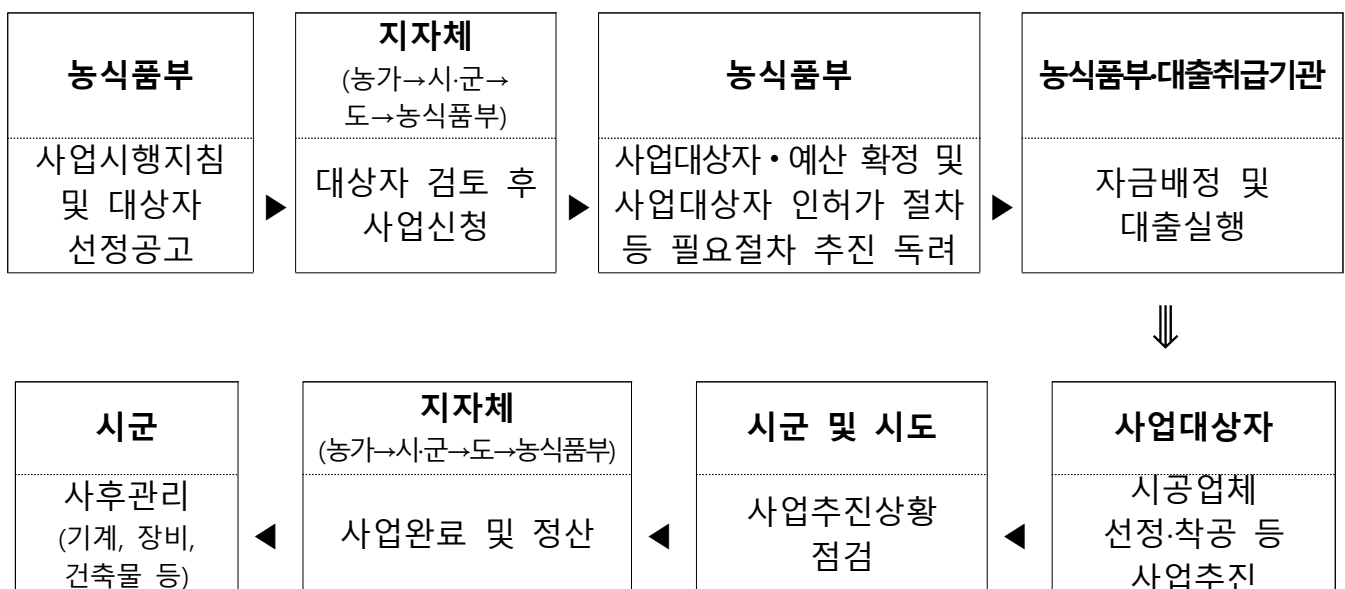 농식품부
사업시행지침
및 대상자
선정공고
▶
지자체
(농가→시·군→
도→농식품부)
대상자 검토 후
사업신청
▶
농식품부
사업대상자·예산 확정 및
사업대상자 인허가 절차
등 필요절차 추진 독려
▶
농식품부·대출취급기관
자금배정 및
대출실행
⇓
사업대상자
시공업체
선정·착공 등
사업추진
◀
시군 및 시도
사업추진상황
점검
◀
지자체
(농가→시·군→도→농식품부)
사업완료 및 정산
◀
시군
사후관리
(기계, 장비,
건축물 등)